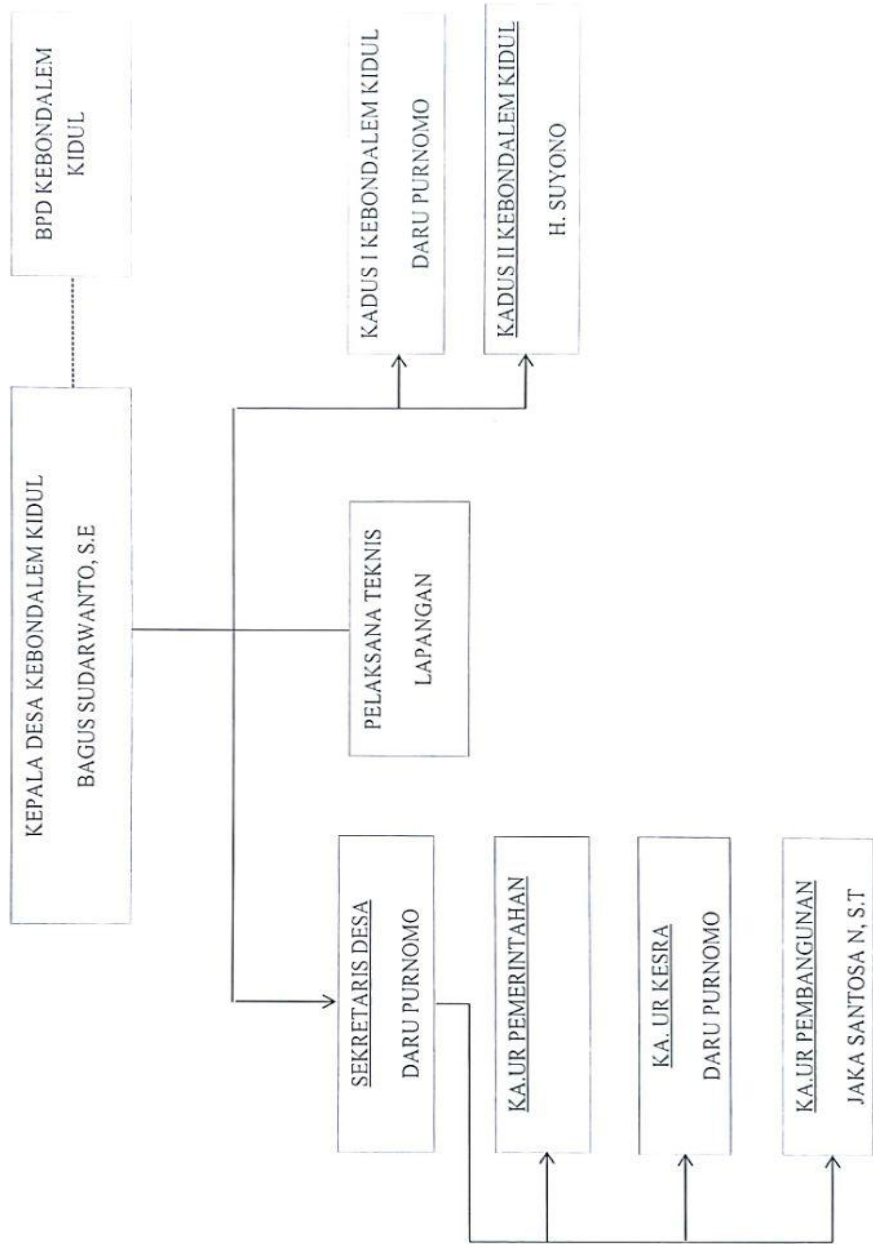 KEPALA DESA KEBONDALEM KIDUL
BAGUS SUDARWANTO, S.E
BPD KEBONDALEM
KIDUL
SEKRETARIS DESA
DARU PURNOMO
PELAKSANA TEKNIS
LAPANGAN
KADUS I KEBONDALEM KIDUL
DARU PURNOMO
KA.UR PEMERINTAHAN
KADUS II KEBONDALEM KIDUL
H. SUYONO
KA. UR KESRA
DARU PURNOMO
KA.UR PEMBANGUNAN
JAKA SANTOSA N, S.T